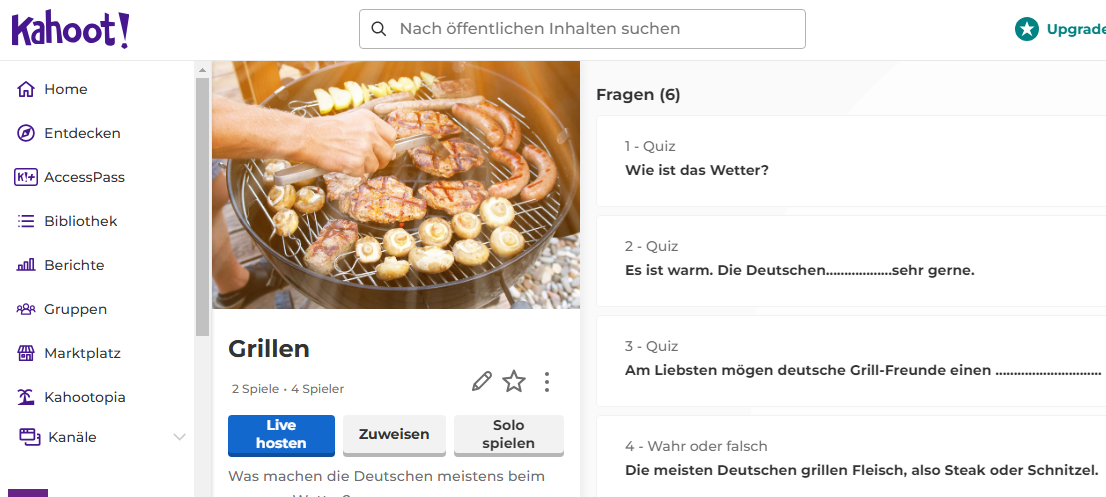 Kahoot!
Nach öffentlichen Inhalten suchen
Upgrade
Home
Entdecken
K!+ AccessPass
Bibliothek
Berichte
Gruppen
Marktplatz
Kahootopia
Kanäle
Grillen
2 Spiele • 4 Spieler
Live
hosten
Zuweisen
Solo
spielen
Was machen die Deutschen meistens beim
Fragen (6)
1 - Quiz
Wie ist das Wetter?
2 - Quiz
Es ist warm. Die Deutschen..................sehr gerne.
3 - Quiz
Am Liebsten mögen deutsche Grill-Freunde einen .............................
4 - Wahr oder falsch
Die meisten Deutschen grillen Fleisch, also Steak oder Schnitzel.